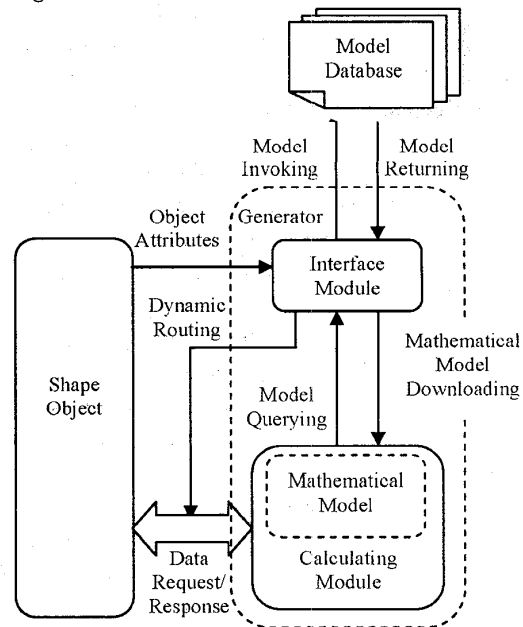 Model
Database
Model
Invoking
Model
Returning
Object
Attributes
Generator
Interface
Module
Dynamic
Routing
Mathematical
Model
Downloading
Shape
Object
Model
Querying
Mathematical
Model
Calculating
Module
Data
Request/
Response